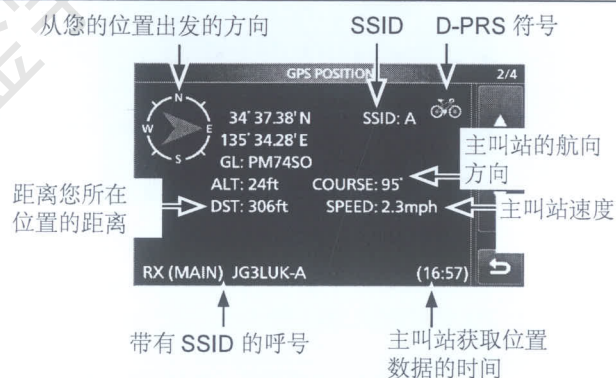 从您的位置出发的方向
SSID
D-PRS 符号
GPS POSITION
2/4
N
W
E
S
34°37.38'N
135°34.28'E
GL: PM74SO
ALT: 24ft
DST: 306ft
SSID: A
COURSE: 95°
SPEED: 2.3mph
主叫站的航向
方向
距离您所在
位置的距离
主叫站速度
RX (MAIN) JG3LUK-A
(16:57)
带有 SSID 的呼号
主叫站获取位置
数据的时间